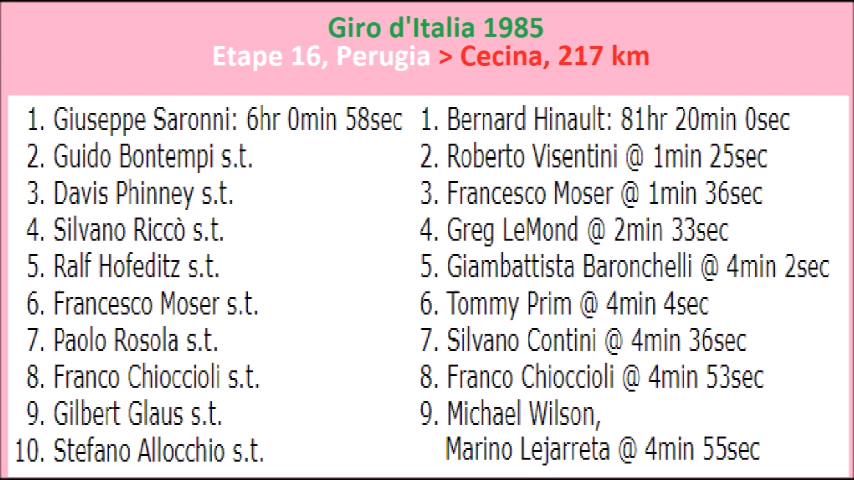 Giro d'Italia 1985
Etape 16, Perugia > Cecina, 217 km
1. Giuseppe Saronni: 6hr 0min 58sec
2. Guido Bontempi s.t.
3. Davis Phinney s.t.
4. Silvano Riccò s.t.
5. Ralf Hofeditz s.t.
6. Francesco Moser s.t.
7. Paolo Rosola s.t.
8. Franco Chioccioli s.t.
9. Gilbert Glaus s.t.
10. Stefano Allocchio s.t.
1. Bernard Hinault: 81hr 20min 0sec
2. Roberto Visentini @ 1min 25sec
3. Francesco Moser @ 1min 36sec
4. Greg LeMond @ 2min 33sec
5. Giambattista Baronchelli @ 4min 2sec
6. Tommy Prim @ 4min 4sec
7. Silvano Contini @ 4min 36sec
8. Franco Chioccioli @ 4min 53sec
9. Michael Wilson,
Marino Lejarreta @ 4min 55sec